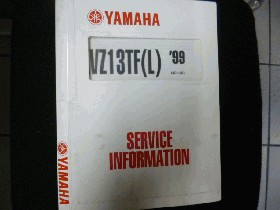 YAMAHA
VZ13TF(L) '99
SERVICE
INFORMATION
YAMAHA